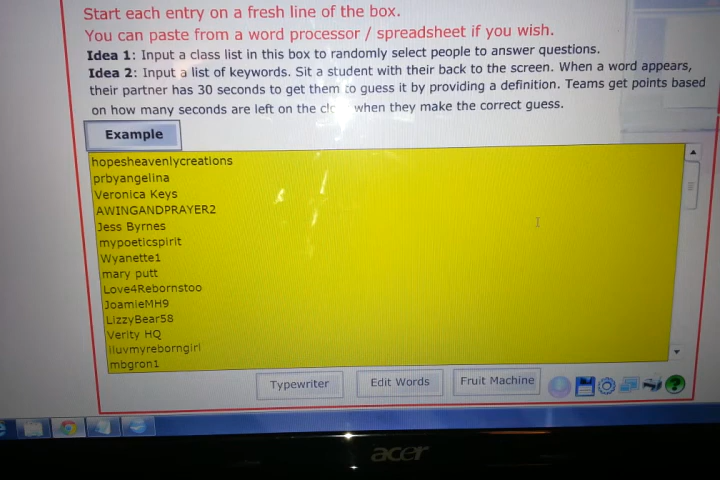 Start each entry on a fresh line of the box.
You can paste from a word processor / spreadsheet if you wish.
Idea 1: Input a class list in this box to randomly select people to answer questions.
Idea 2: Input a list of keywords. Sit a student with their back to the screen. When a word appears,
their partner has 30 seconds to get them to guess it by providing a definition. Teams get points based
on how many seconds are left on the when they make the correct guess.
Example
hopesheavenlycreations
prbyangelina
Veronica Keys
AWINGANDPRAYER2
Jess Byrnes
mypoeticspirit
Wyanette1
mary putt
Love4Rebornstoo
JoamieMH9
LizzyBear58
Verity HQ
iluvmyreborngirl
mbgron1
Typewriter
Edit Words
Fruit Machine
acer